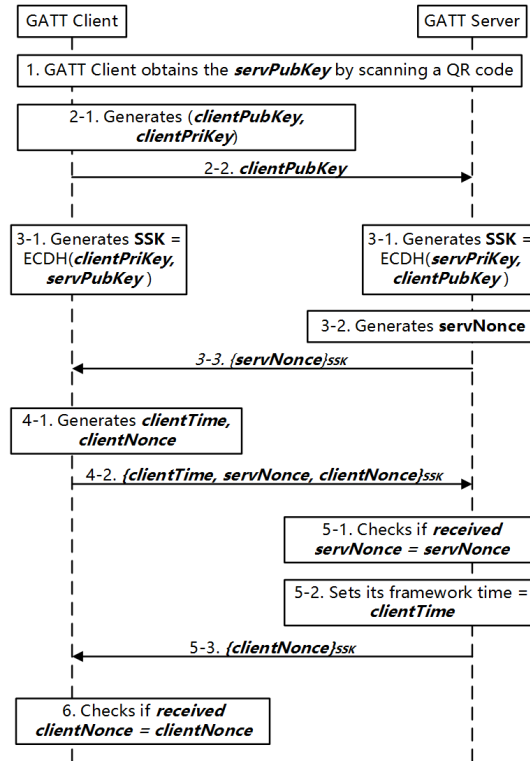 GATT Client
GATT Server
1. GATT Client obtains the servPubKey by scanning a QR code
2-1. Generates (clientPubKey,
clientPriKey)
2-2. clientPubKey
3-1. Generates SSK =
ECDH(clientPriKey,
servPubKey )
3-1. Generates SSK =
ECDH(servPriKey,
clientPubKey )
3-2. Generates servNonce
3-3. {servNonce}SSK
4-1. Generates clientTime,
clientNonce
4-2. {clientTime, servNonce, clientNonce}SSK
5-1. Checks if received
servNonce = servNonce
5-2. Sets its framework time =
clientTime
5-3. {clientNonce}SSK
6. Checks if received
clientNonce = clientNonce